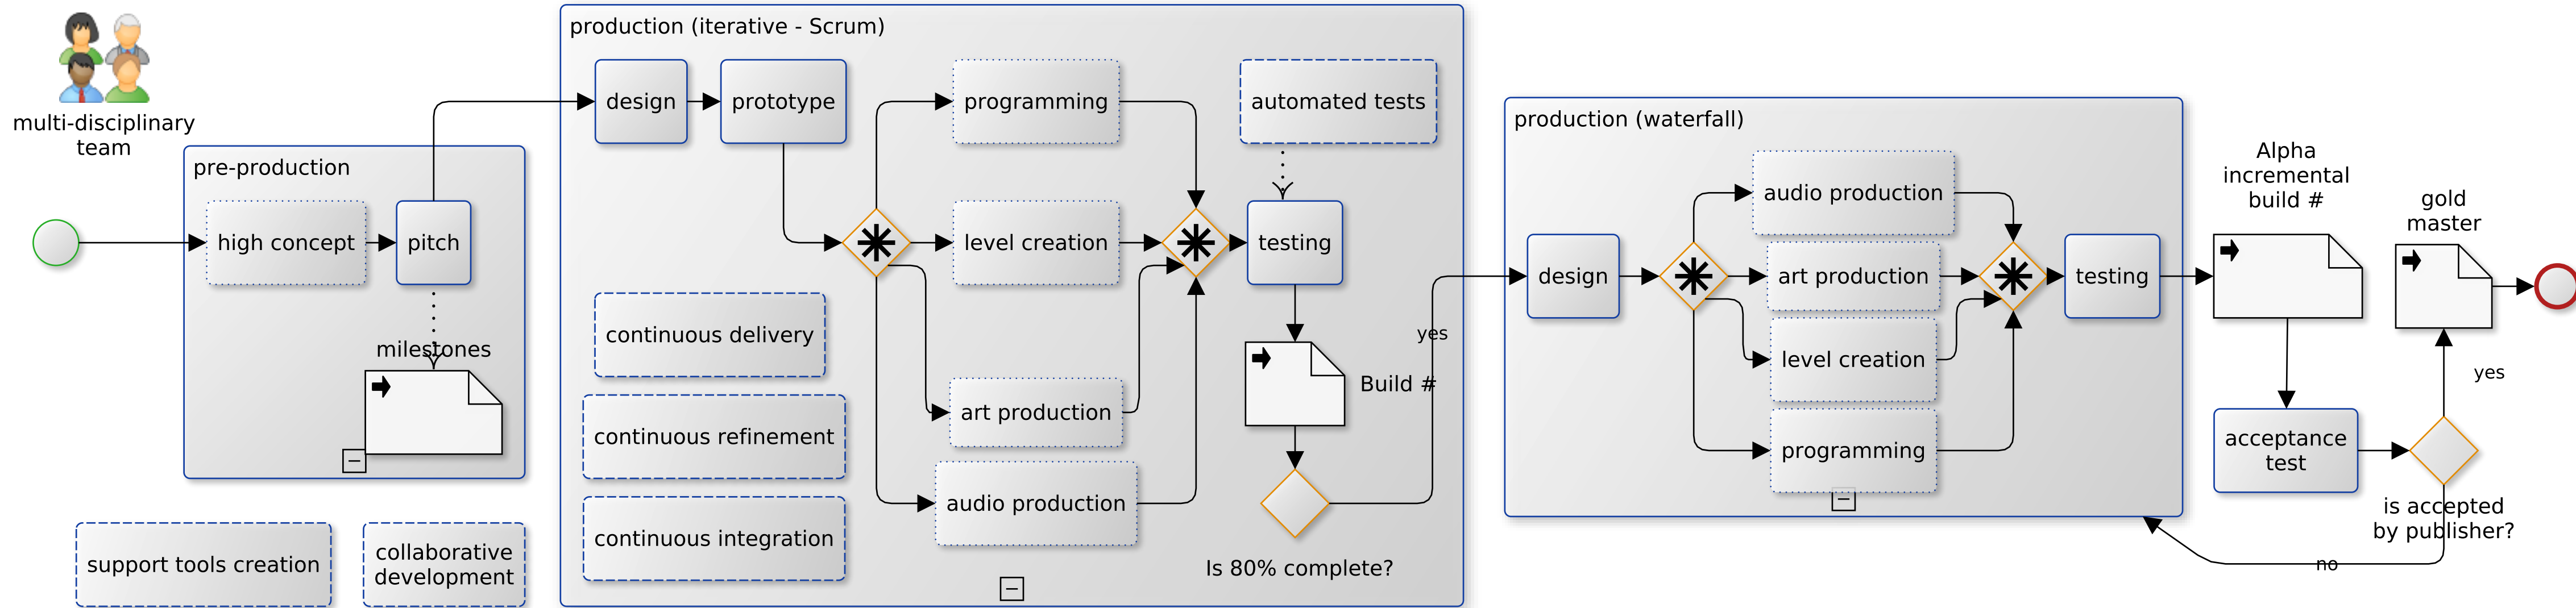 multi-disciplinary
team
pre-production
high concept
pitch
milestones
support tools creation
collaborative
development
production (iterative - Scrum)
design
prototype
programming
level creation
art production
audio production
automated tests
testing
continuous delivery
continuous refinement
continuous integration
Build #
Is 80% complete?
yes
production (waterfall)
design
audio production
art production
level creation
programming
testing
Alpha
incremental
build #
acceptance
test
gold
master
yes
is accepted
by publisher?
no